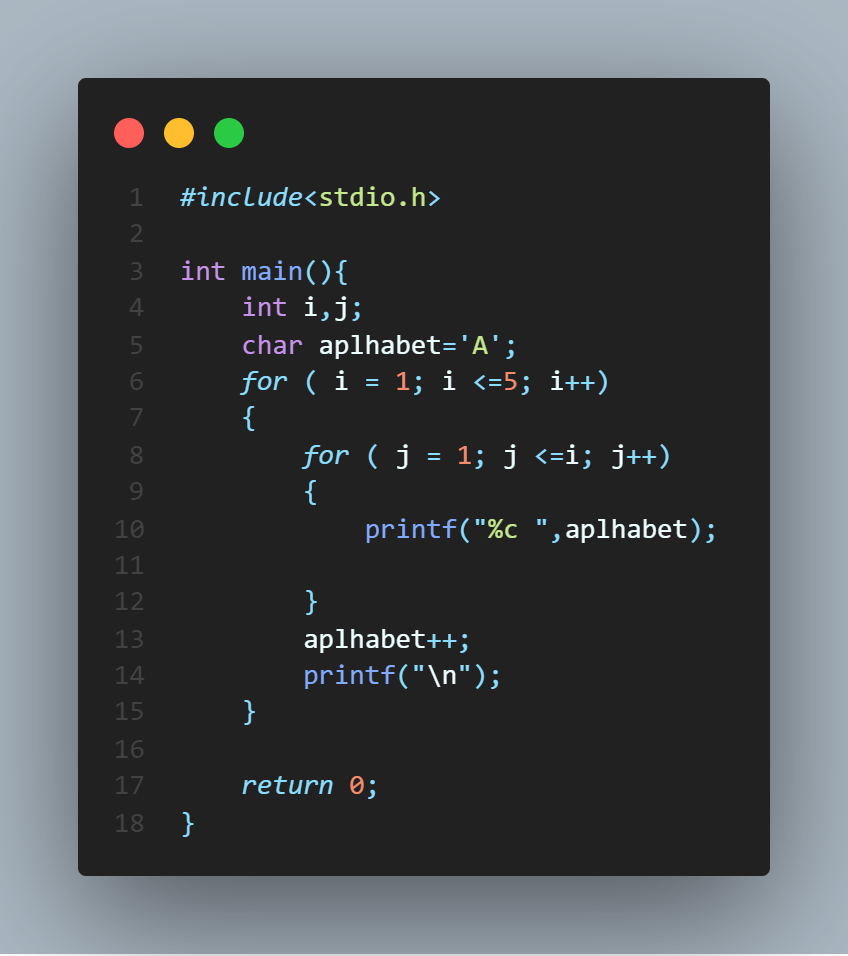 1 #include<stdio.h>
2
3 int main(){
4     int i,j;
5     char aplhabet='A';
6     for ( i = 1; i <=5; i++)
7     {
8         for ( j = 1; j <=i; j++)
9         {
10             printf("%c ",aplhabet);
11
12         }
13         aplhabet++;
14         printf("\n");
15     }
16
17     return 0;
18 }